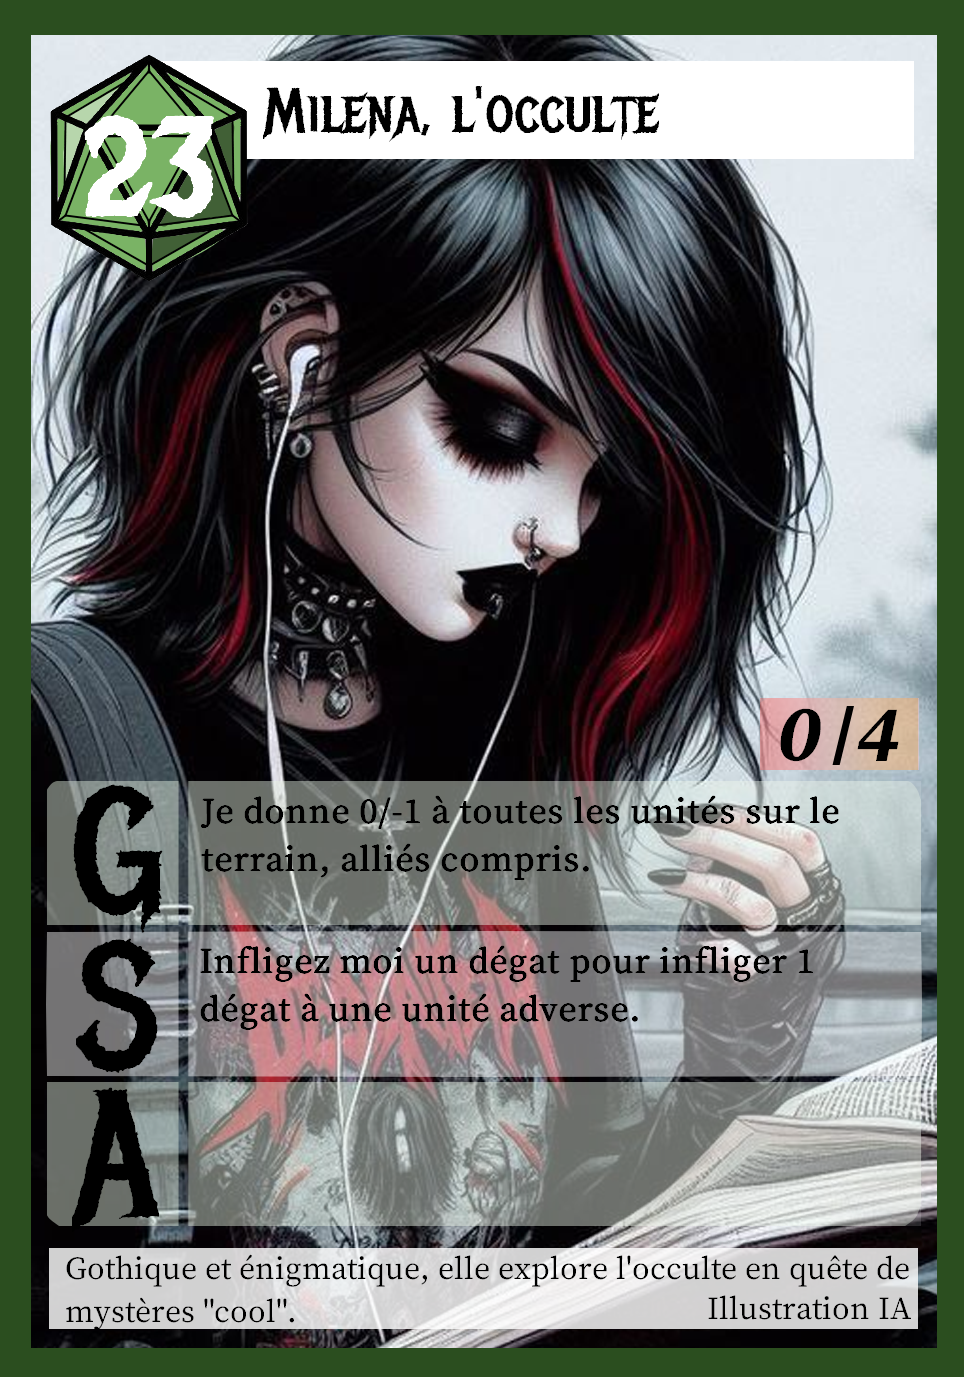 23
Milena, l'occulte
0/4
G
Je donne 0/-1 à toutes les unités sur le
terrain, alliés compris.
S
Infligez moi un dégat pour infliger 1
dégat à une unité adverse.
A
Gothique et énigmatique, elle explore l'occulte en quête de
mystères "cool".
Illustration IA